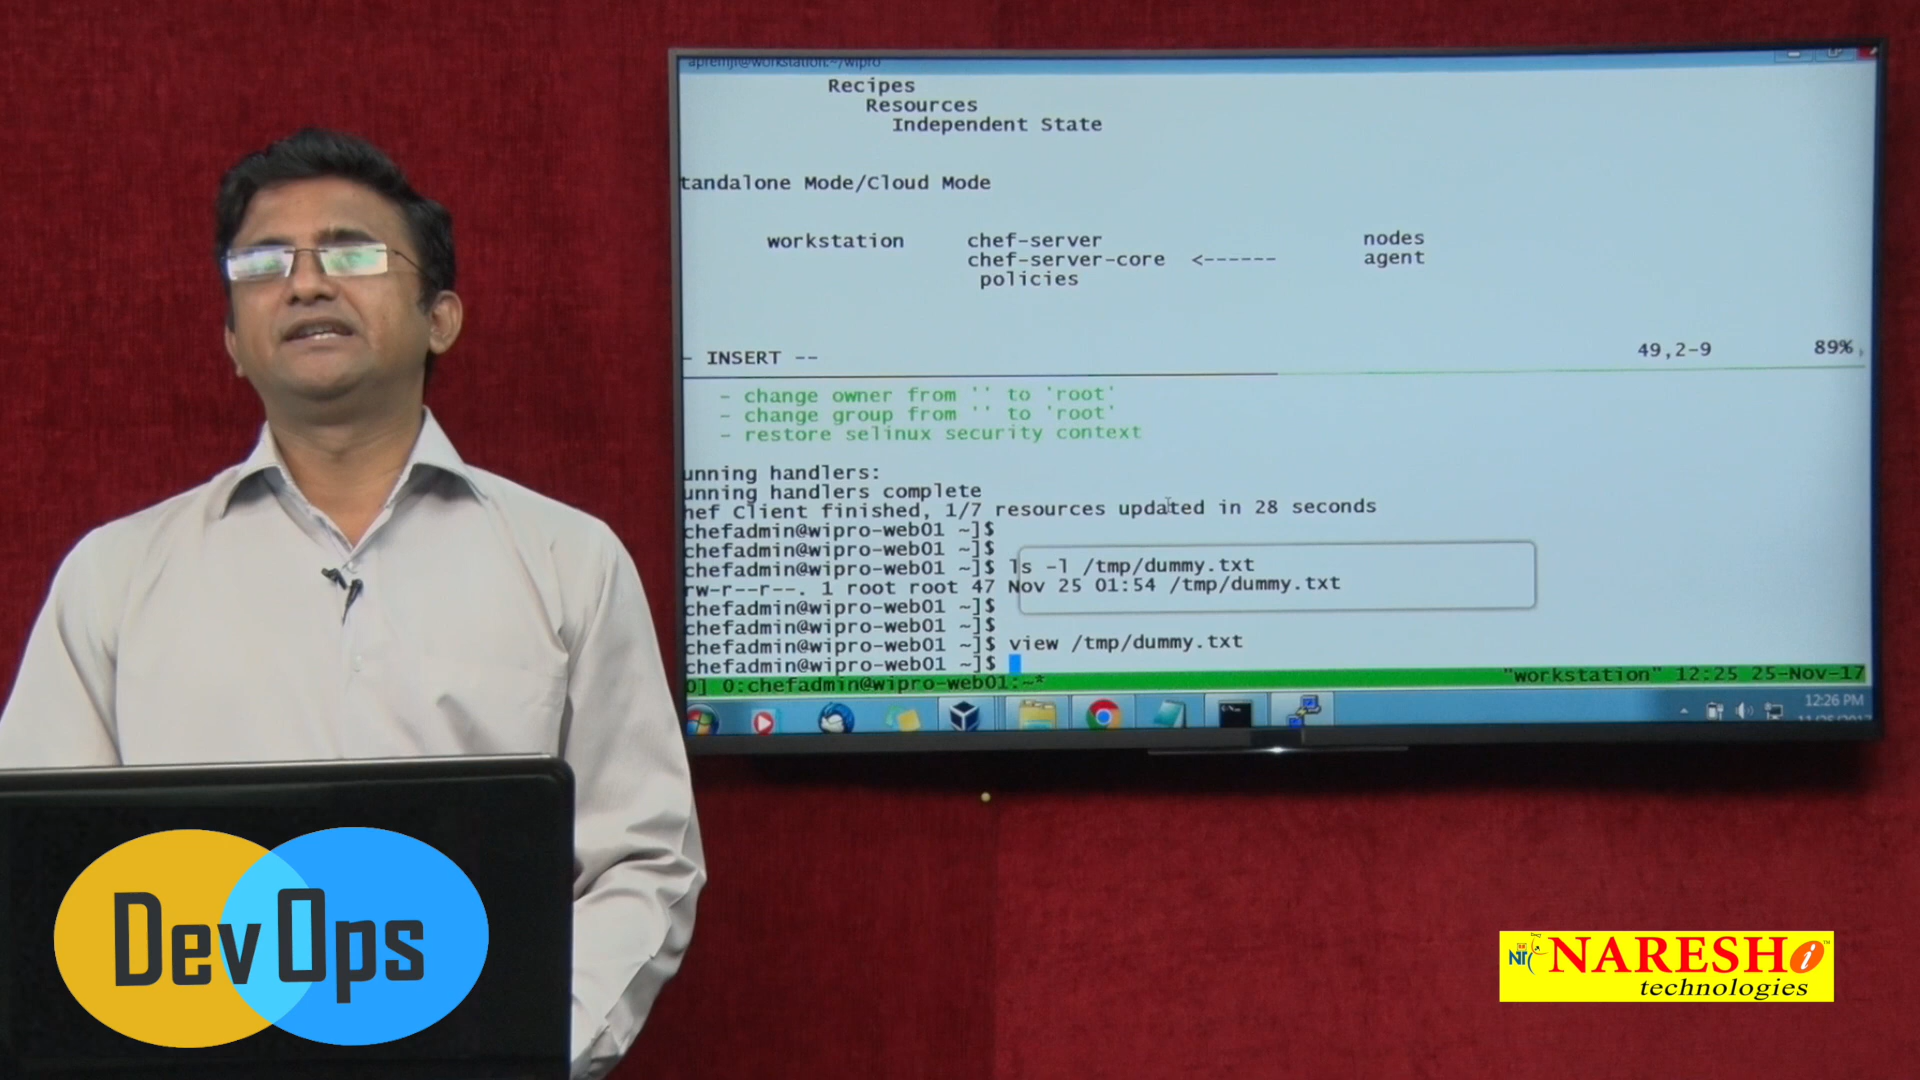 apremji@workstation:~/wipro
Recipes
Resources
Independent State
tandalone Mode/Cloud Mode
workstation chef-server nodes
chef-server-core <------ agent
policies
- INSERT -- 49,2-9 89%
- change owner from '' to 'root'
- change group from '' to 'root'
- restore selinux security context
unning handlers:
unning handlers complete
hef Client finished, 1/7 resources updated in 28 seconds
chefadmin@wipro-web01 ~]$
chefadmin@wipro-web01 ~]$
chefadmin@wipro-web01 ~]$ ls -l /tmp/dummy.txt
rw-r--r--. 1 root root 47 Nov 25 01:54 /tmp/dummy.txt
chefadmin@wipro-web01 ~]$
chefadmin@wipro-web01 ~]$
chefadmin@wipro-web01 ~]$ view /tmp/dummy.txt
chefadmin@wipro-web01 ~]$
0] 0:chefadmin@wipro-web01:~* "workstation" 12:25 25-Nov-17
12:26 PM
DevOps
NARESH i
technologies